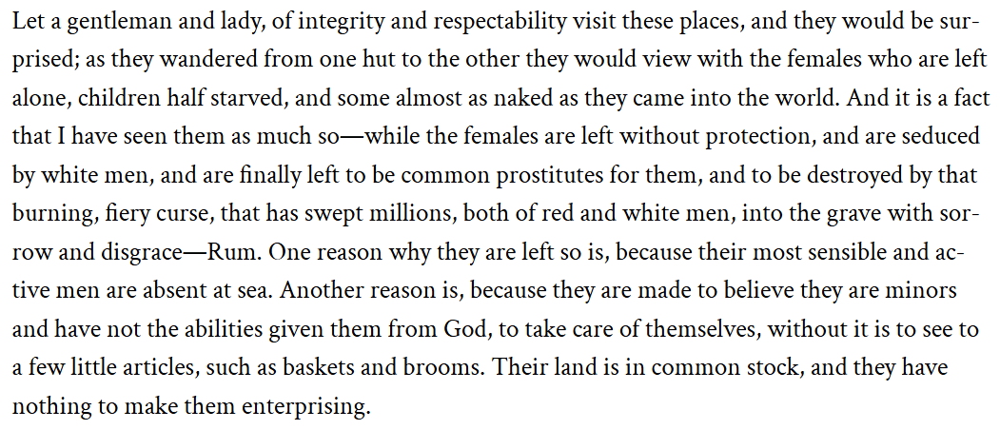 Let a gentleman and lady, of integrity and respectability visit these places, and they would be sur-
prised; as they wandered from one hut to the other they would view with the females who are left
alone, children half starved, and some almost as naked as they came into the world. And it is a fact
that I have seen them as much so—while the females are left without protection, and are seduced
by white men, and are finally left to be common prostitutes for them, and to be destroyed by that
burning, fiery curse, that has swept millions, both of red and white men, into the grave with sor-
row and disgrace—Rum. One reason why they are left so is, because their most sensible and ac-
tive men are absent at sea. Another reason is, because they are made to believe they are minors
and have not the abilities given them from God, to take care of themselves, without it is to see to
a few little articles, such as baskets and brooms. Their land is in common stock, and they have
nothing to make them enterprising.